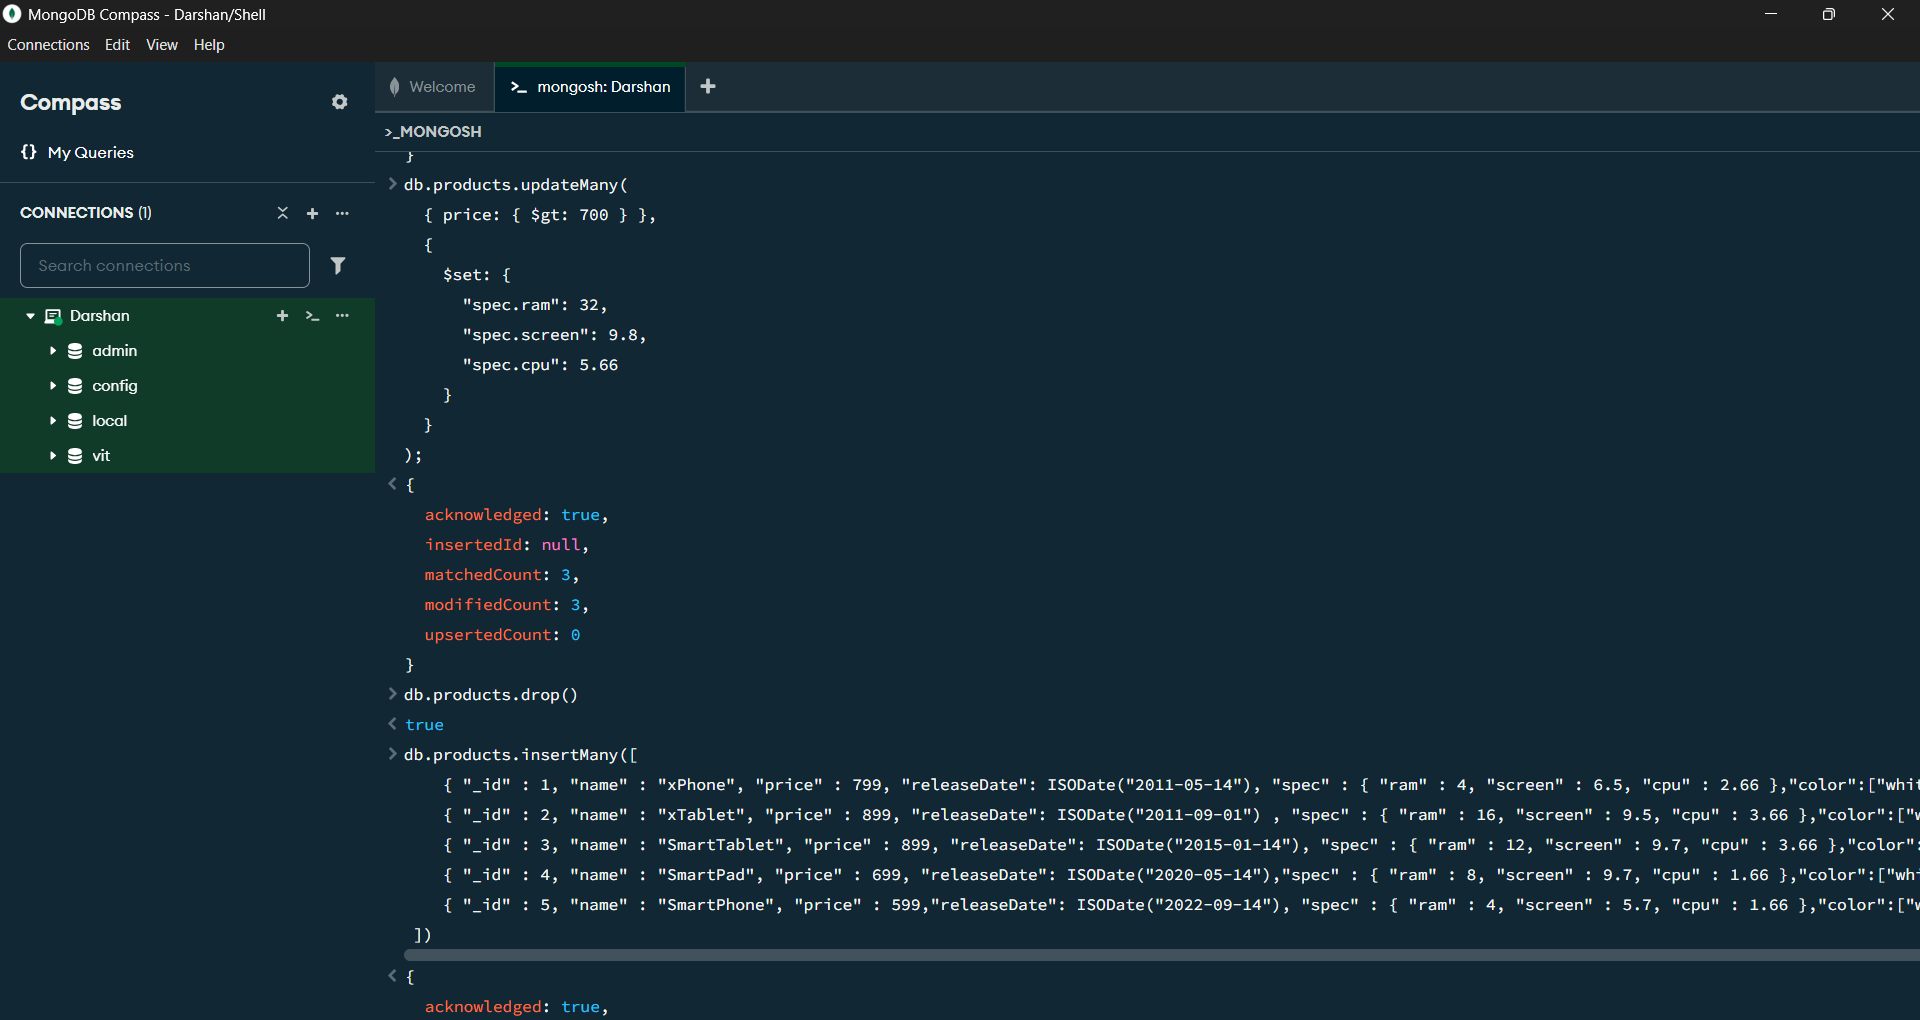 MongoDB Compass - Darshan/Shell
Connections Edit View Help
Compass
{} My Queries
CONNECTIONS (1)
Search connections
Darshan
admin
config
local
vit
Welcome
>_ mongosh: Darshan
>_MONGOSH
}
> db.products.updateMany(
{ price: { $gt: 700 } },
{
$set: {
"spec.ram": 32,
"spec.screen": 9.8,
"spec.cpu": 5.66
}
}
);
< {
acknowledged: true,
insertedId: null,
matchedCount: 3,
modifiedCount: 3,
upsertedCount: 0
}
> db.products.drop()
< true
> db.products.insertMany([
{ "_id" : 1, "name" : "xPhone", "price" : 799, "releaseDate": ISODate("2011-05-14"), "spec" : { "ram" : 4, "screen" : 6.5, "cpu" : 2.66 },"color":["whit
{ "_id" : 2, "name" : "xTablet", "price" : 899, "releaseDate": ISODate("2011-09-01") , "spec" : { "ram" : 16, "screen" : 9.5, "cpu" : 3.66 },"color":["w
{ "_id" : 3, "name" : "SmartTablet", "price" : 899, "releaseDate": ISODate("2015-01-14"), "spec" : { "ram" : 12, "screen" : 9.7, "cpu" : 3.66 },"color":
{ "_id" : 4, "name" : "SmartPad", "price" : 699, "releaseDate": ISODate("2020-05-14"),"spec" : { "ram" : 8, "screen" : 9.7, "cpu" : 1.66 },"color":["whi
{ "_id" : 5, "name" : "SmartPhone", "price" : 599,"releaseDate": ISODate("2022-09-14"), "spec" : { "ram" : 4, "screen" : 5.7, "cpu" : 1.66 },"color":["w
])
< {
acknowledged: true,